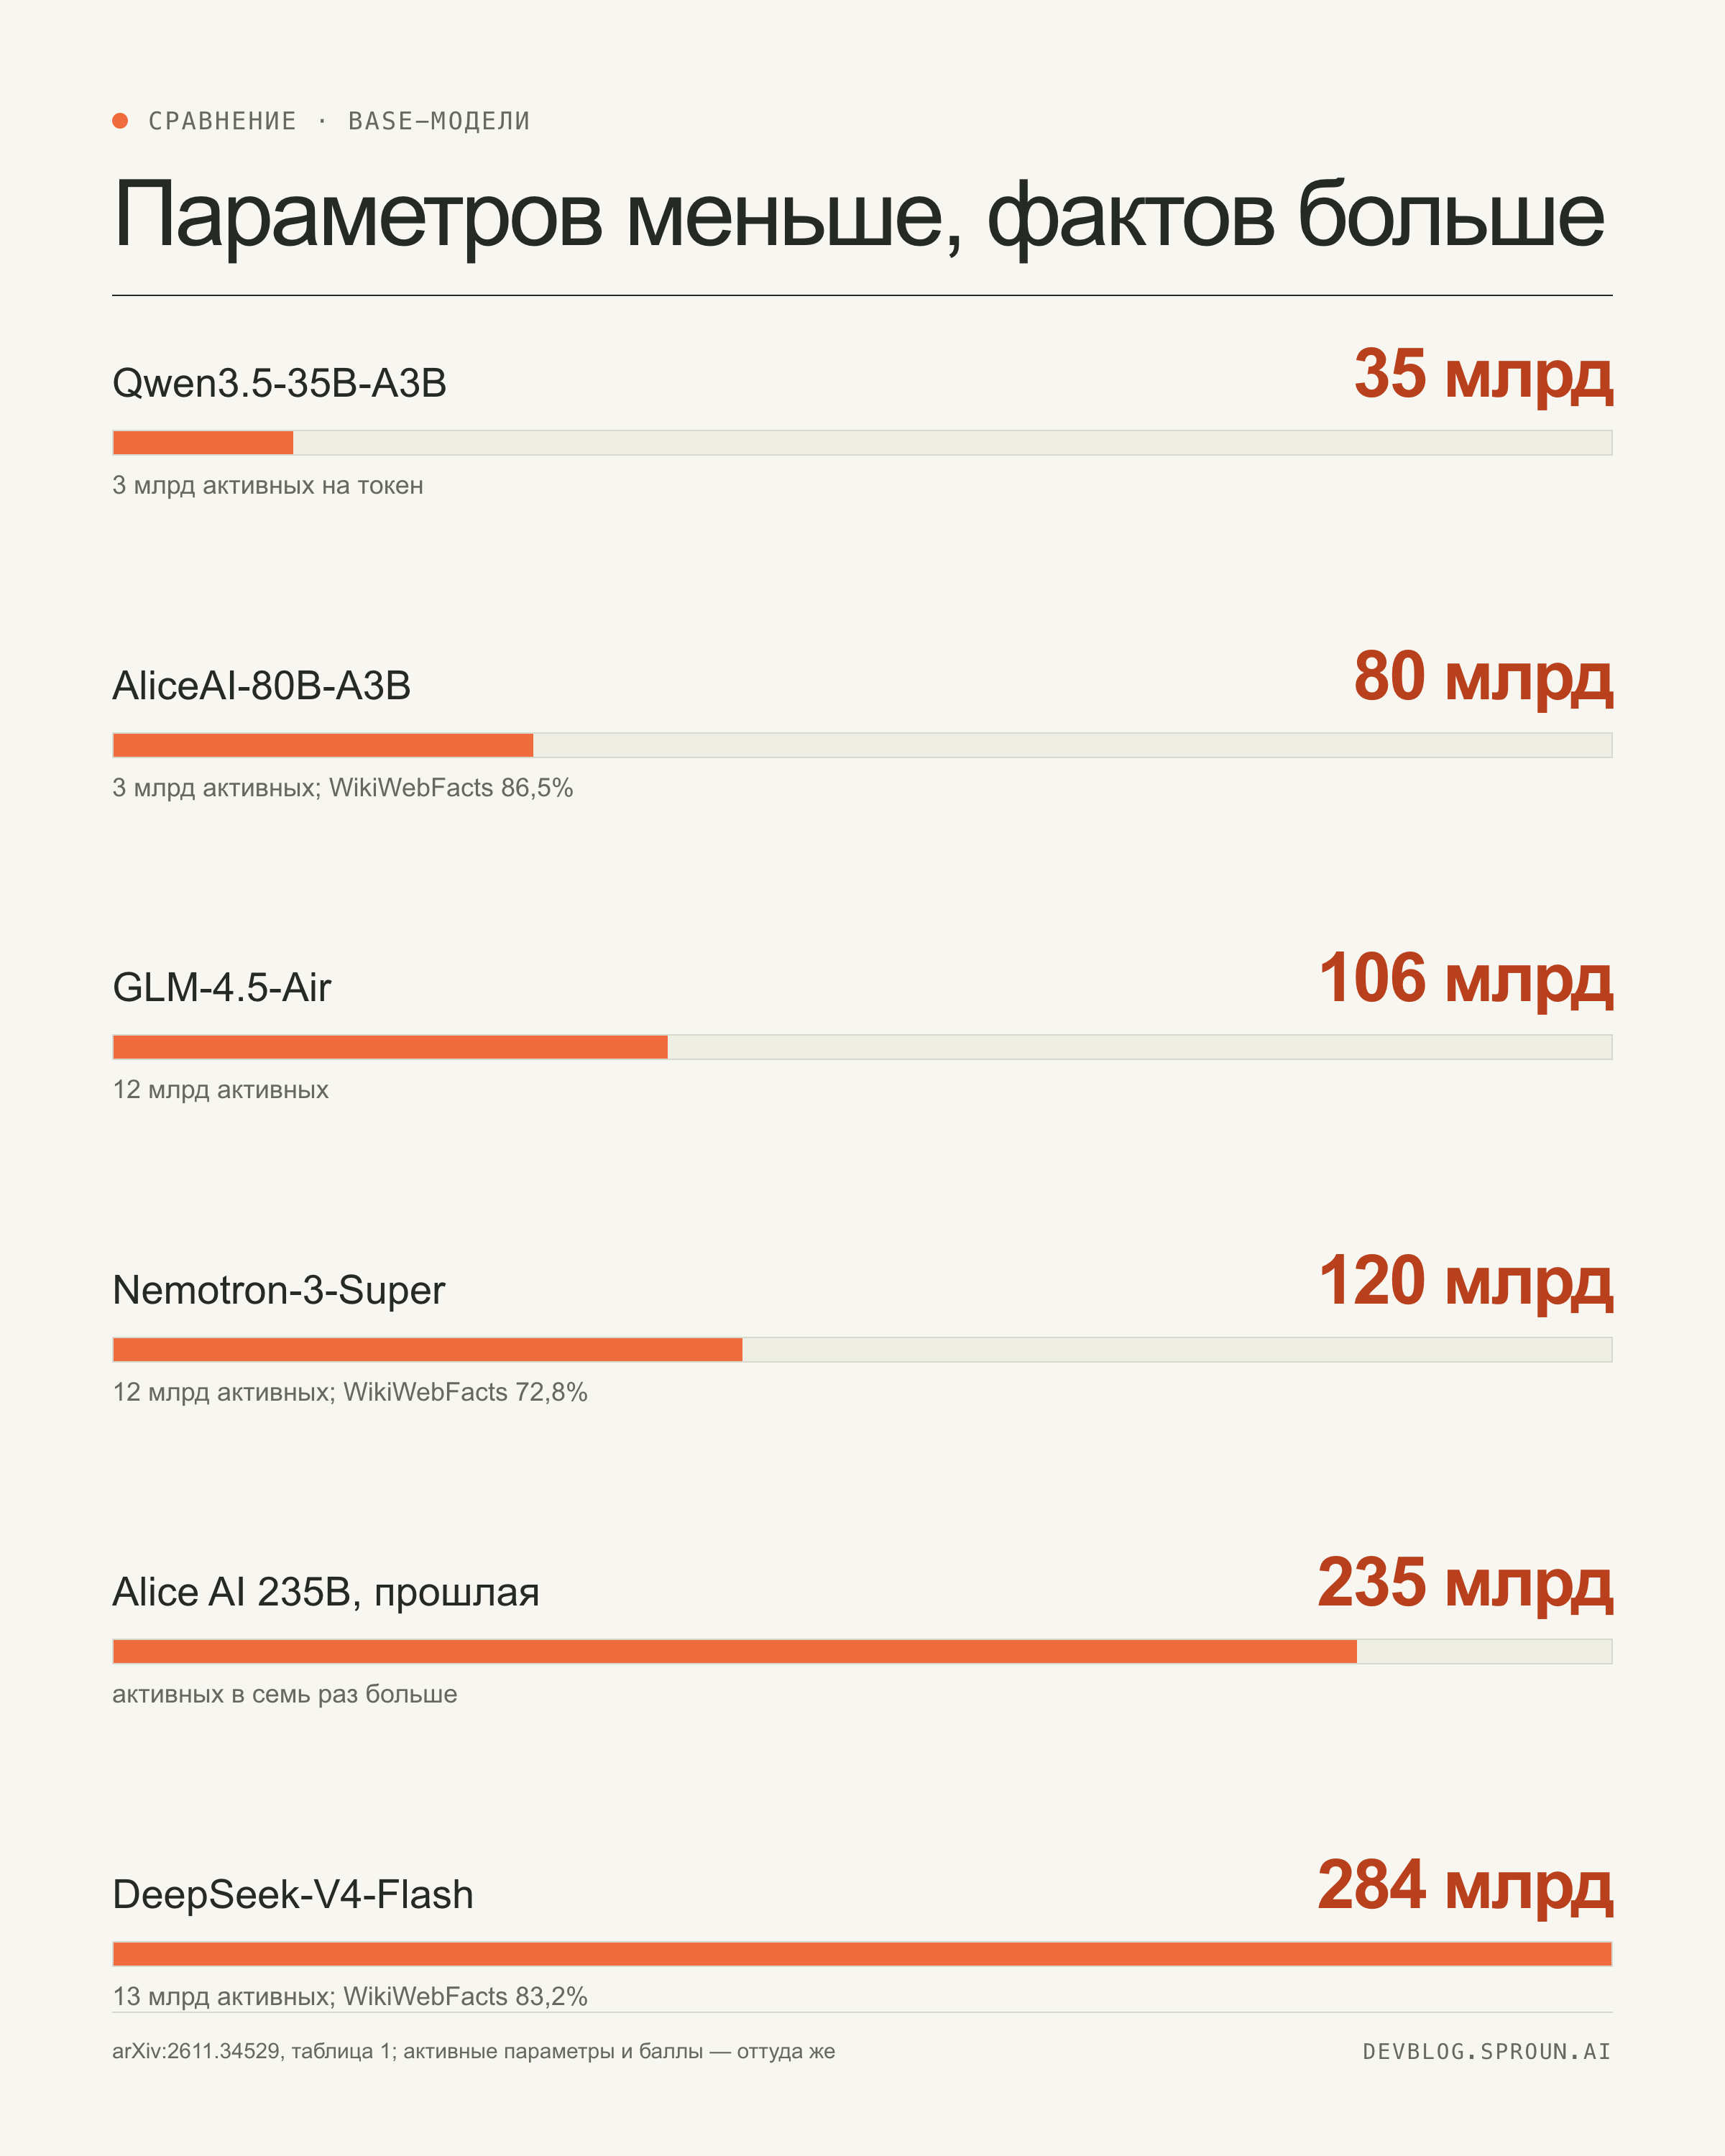 СРАВНЕНИЕ · BASE–МОДЕЛИ
Параметров меньше, фактов больше
Qwen3.5-35B-A3B
35 млрд
3 млрд активных на токен
AliceAI-80B-A3B
80 млрд
3 млрд активных; WikiWebFacts 86,5%
GLM-4.5-Air
106 млрд
12 млрд активных
Nemotron-3-Super
120 млрд
12 млрд активных; WikiWebFacts 72,8%
Alice AI 235B, прошлая
235 млрд
активных в семь раз больше
DeepSeek-V4-Flash
284 млрд
13 млрд активных; WikiWebFacts 83,2%
arXiv:2611.34529, таблица 1; активные параметры и баллы — оттуда же
DEVBLOG.SPROUN.AI